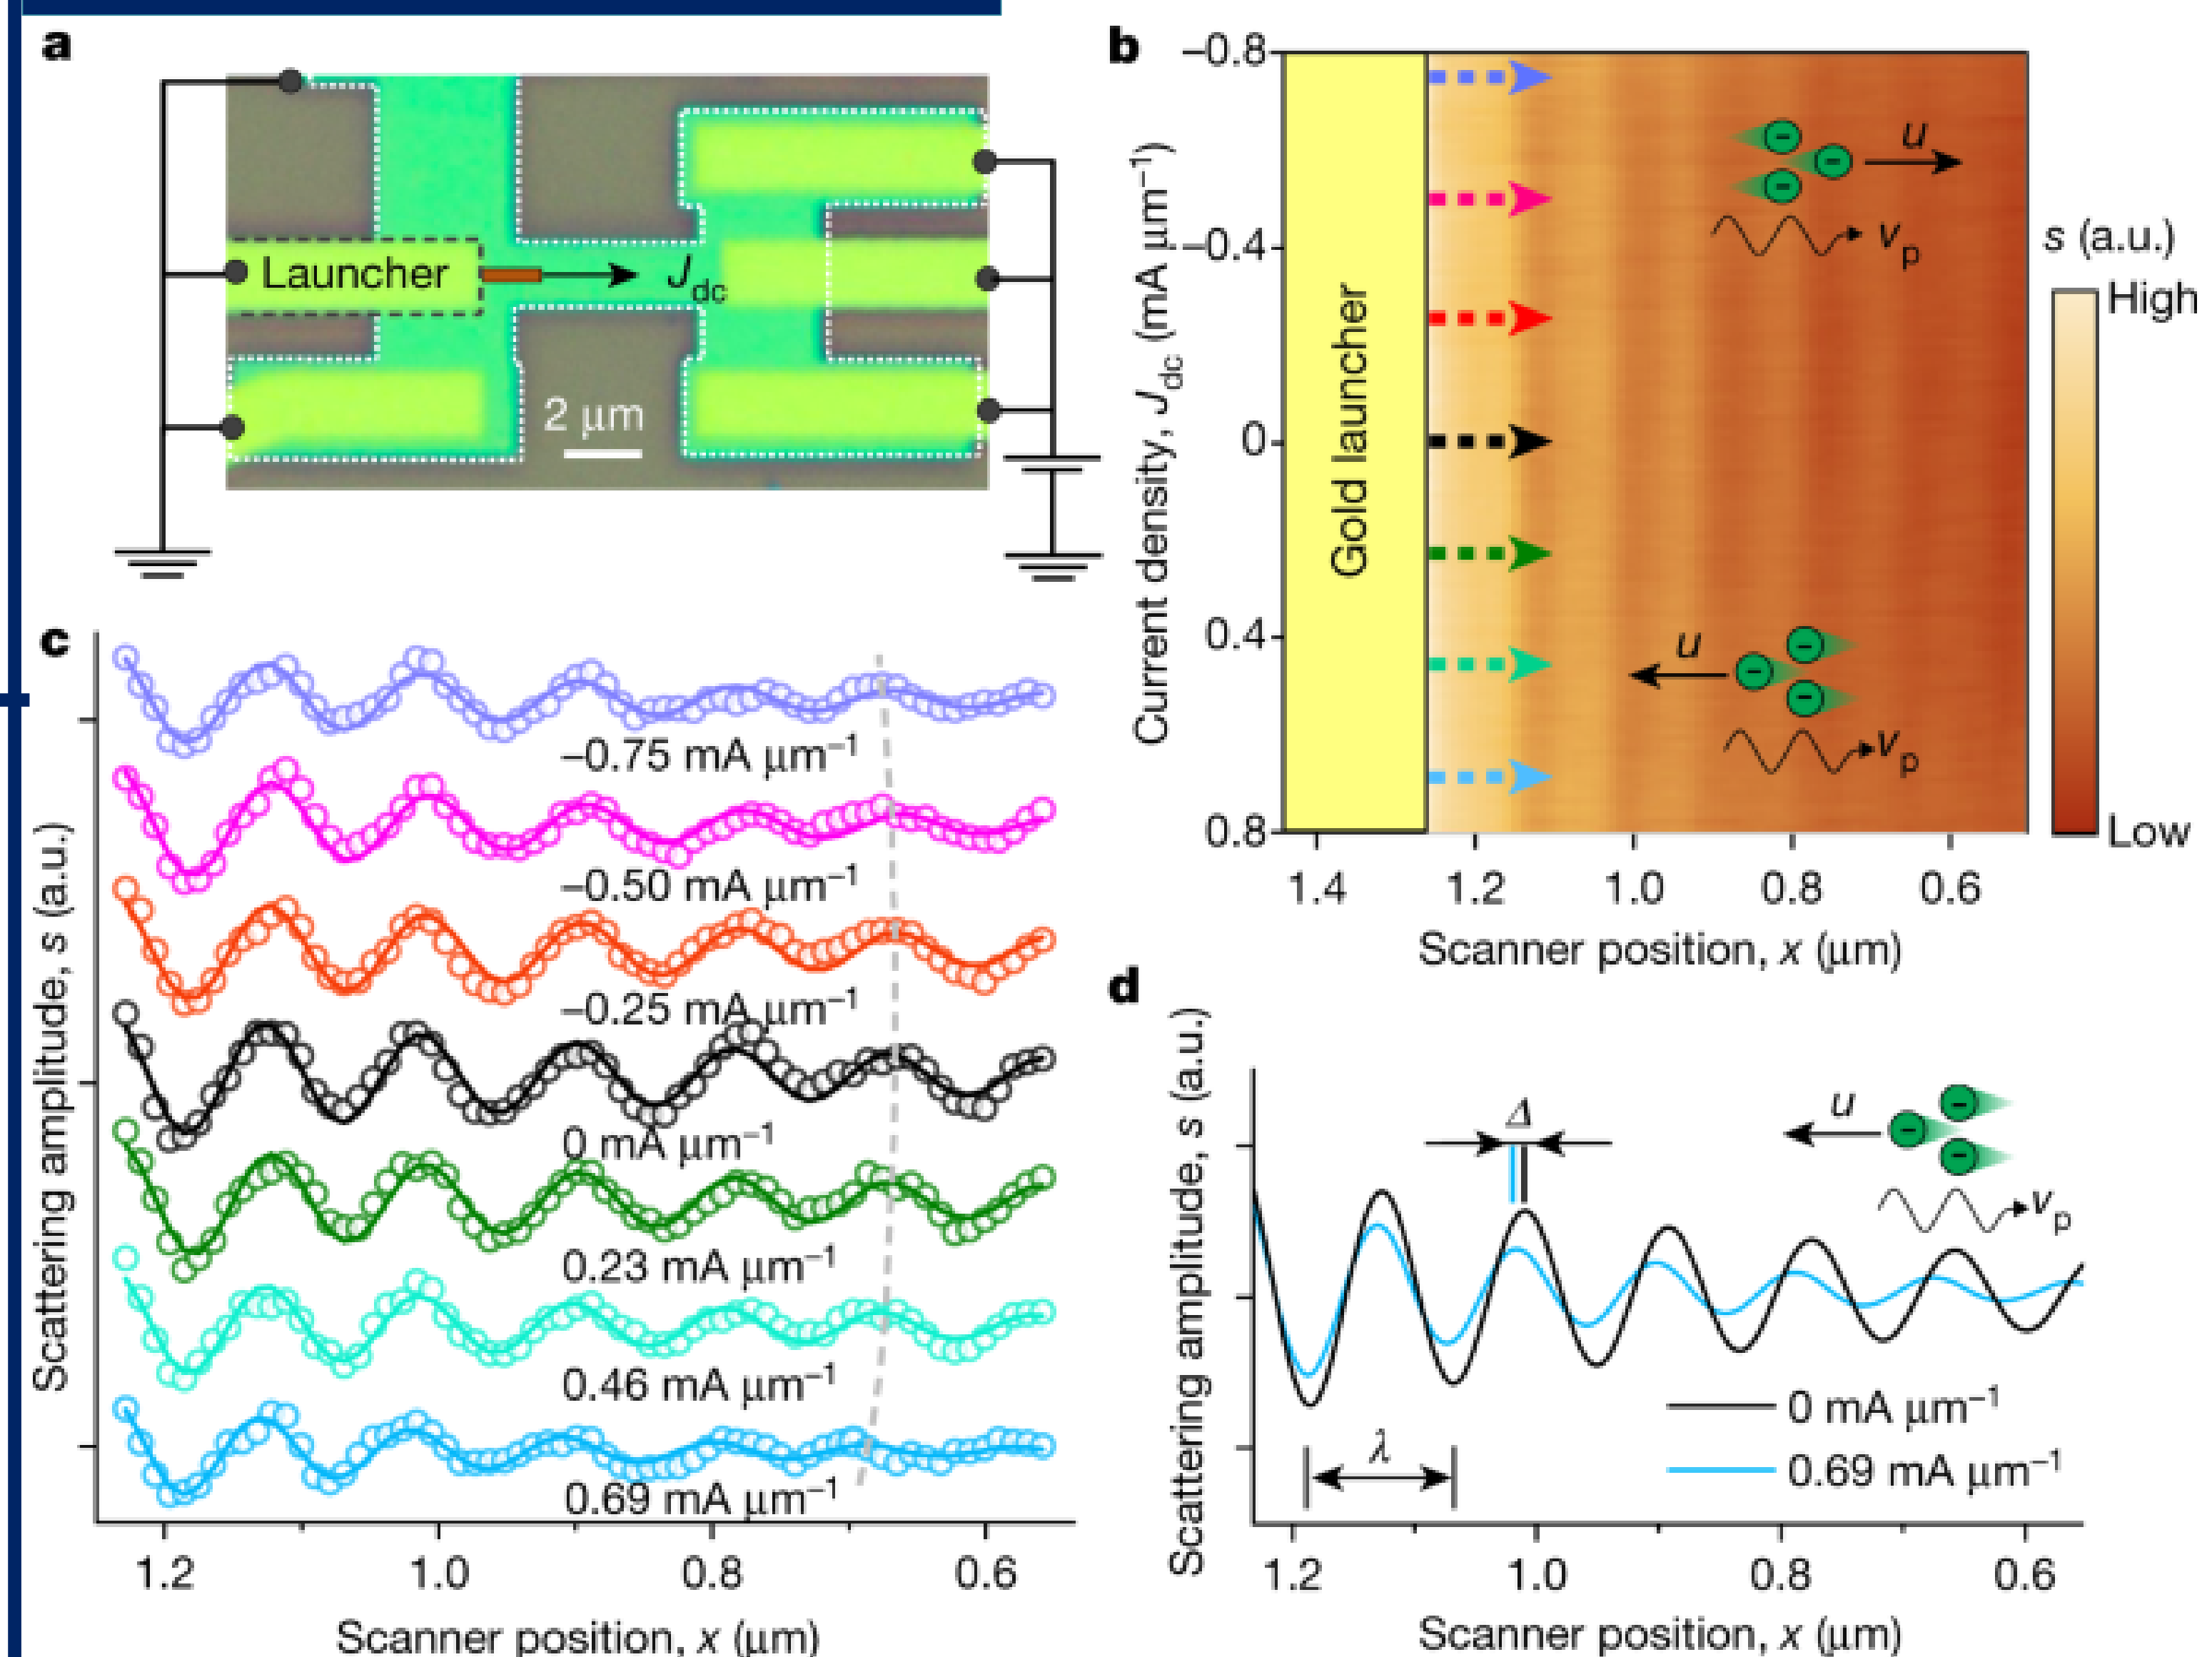 a
Launcher
Jdc
2 μm
b
−0.8
−0.4
0
0.4
0.8
Current density, Jdc (mA μm⁻¹)
Gold launcher
u
vp
u
vp
1.4 1.2 1.0 0.8 0.6
Scanner position, x (μm)
s (a.u.)
High
Low
c
Scattering amplitude, s (a.u.)
−0.75 mA μm⁻¹
−0.50 mA μm⁻¹
−0.25 mA μm⁻¹
0 mA μm⁻¹
0.23 mA μm⁻¹
0.46 mA μm⁻¹
0.69 mA μm⁻¹
1.2 1.0 0.8 0.6
Scanner position, x (μm)
d
Scattering amplitude, s (a.u.)
Δ
u
vp
λ
0 mA μm⁻¹
0.69 mA μm⁻¹
1.2 1.0 0.8 0.6
Scanner position, x (μm)